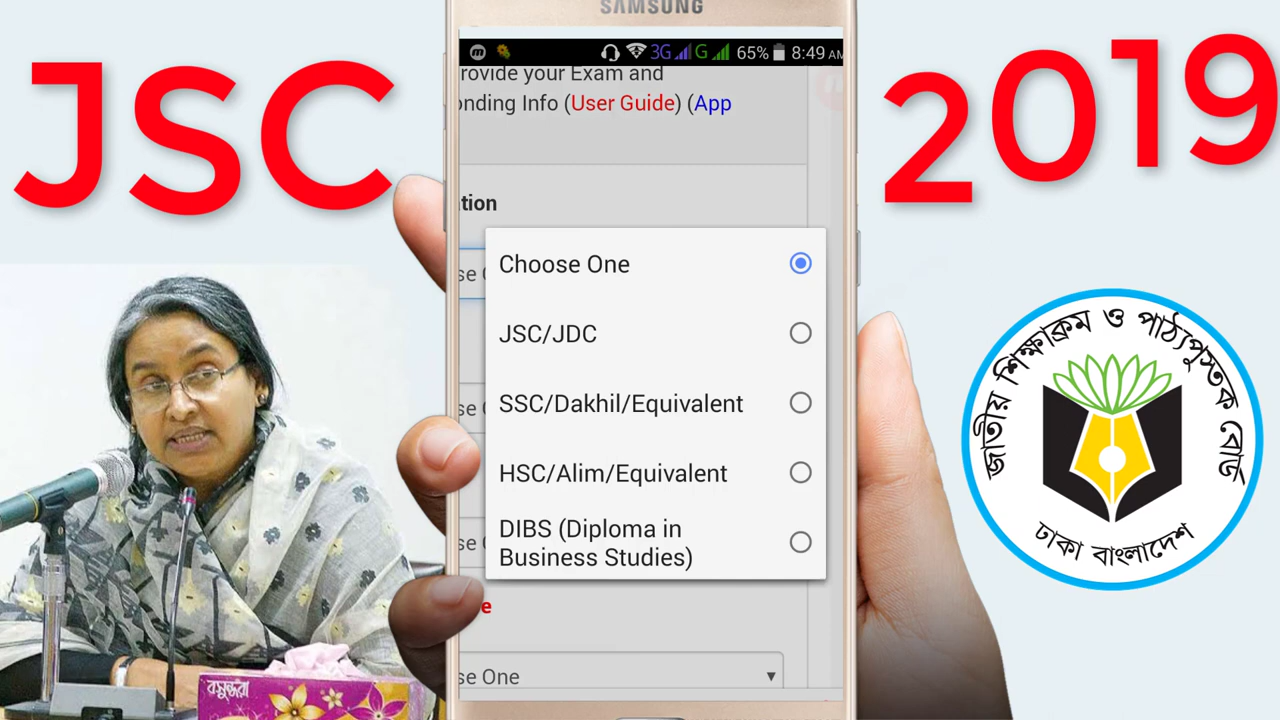 SAMSUNG
JSC
2019
3G
G
65%
8:49 AM
rovide your Exam and
onding Info (User Guide) (App
tion
se
Choose One
JSC/JDC
SSC/Dakhil/Equivalent
se
HSC/Alim/Equivalent
DIBS (Diploma in
Business Studies)
se
e
se One
জাতীয় শিক্ষাক্রম ও পাঠ্যপুস্তক বোর্ড
ঢাকা বাংলাদেশ
বসুন্ধরা